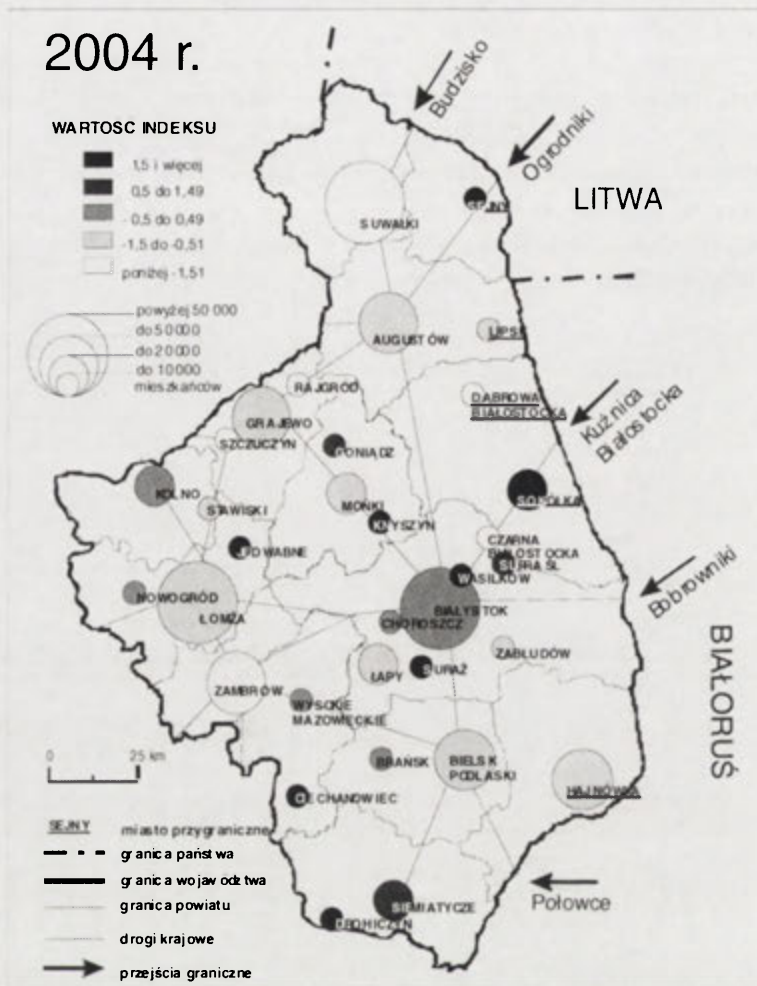 2004 r.
WARTOSC INDEKSU
1,5 i więcej
0,5 do 1,49
-0,5 do 0,49
-1,5 do -0,51
poniżej -1,51
powyżej 50 000
do 50000
do 20000
do 10000
mieszkańców
Budzisko
Ogrodniki
LITWA
SEJNY
SUWAŁKI
AUGUSTÓW
LIPSK
RAJGRÓD
DĄBROWA
BIAŁOSTOCKA
Kuźnica
Białostocka
GRAJEWO
SZCZUCZYN
GONIĄDZ
KOLNO
STAWISKI
MOŃKI
SOKÓŁKA
KNYSZYN
JEDWABNE
CZARNA
BIAŁOSTOCKA
SUPRAŚL
WASILKÓW
Bobrowniki
NOWOGRÓD
ŁOMŻA
BIAŁYSTOK
CHOROSZCZ
ZABŁUDÓW
BIAŁORUŚ
ŁAPY
SURAŻ
ZAMBRÓW
WYSOKIE
MAZOWIECKIE
BRAŃSK
BIELSK
PODLASKI
0 25
km
HAJNÓWKA
CIECHANOWIEC
SEJNY miasto przygraniczne
granica państwa
granica wojewodztwa
granica powiatu
drogi krajowe
przejścia graniczne
SIEMIATYCZE
DROHICZYN
Połowce